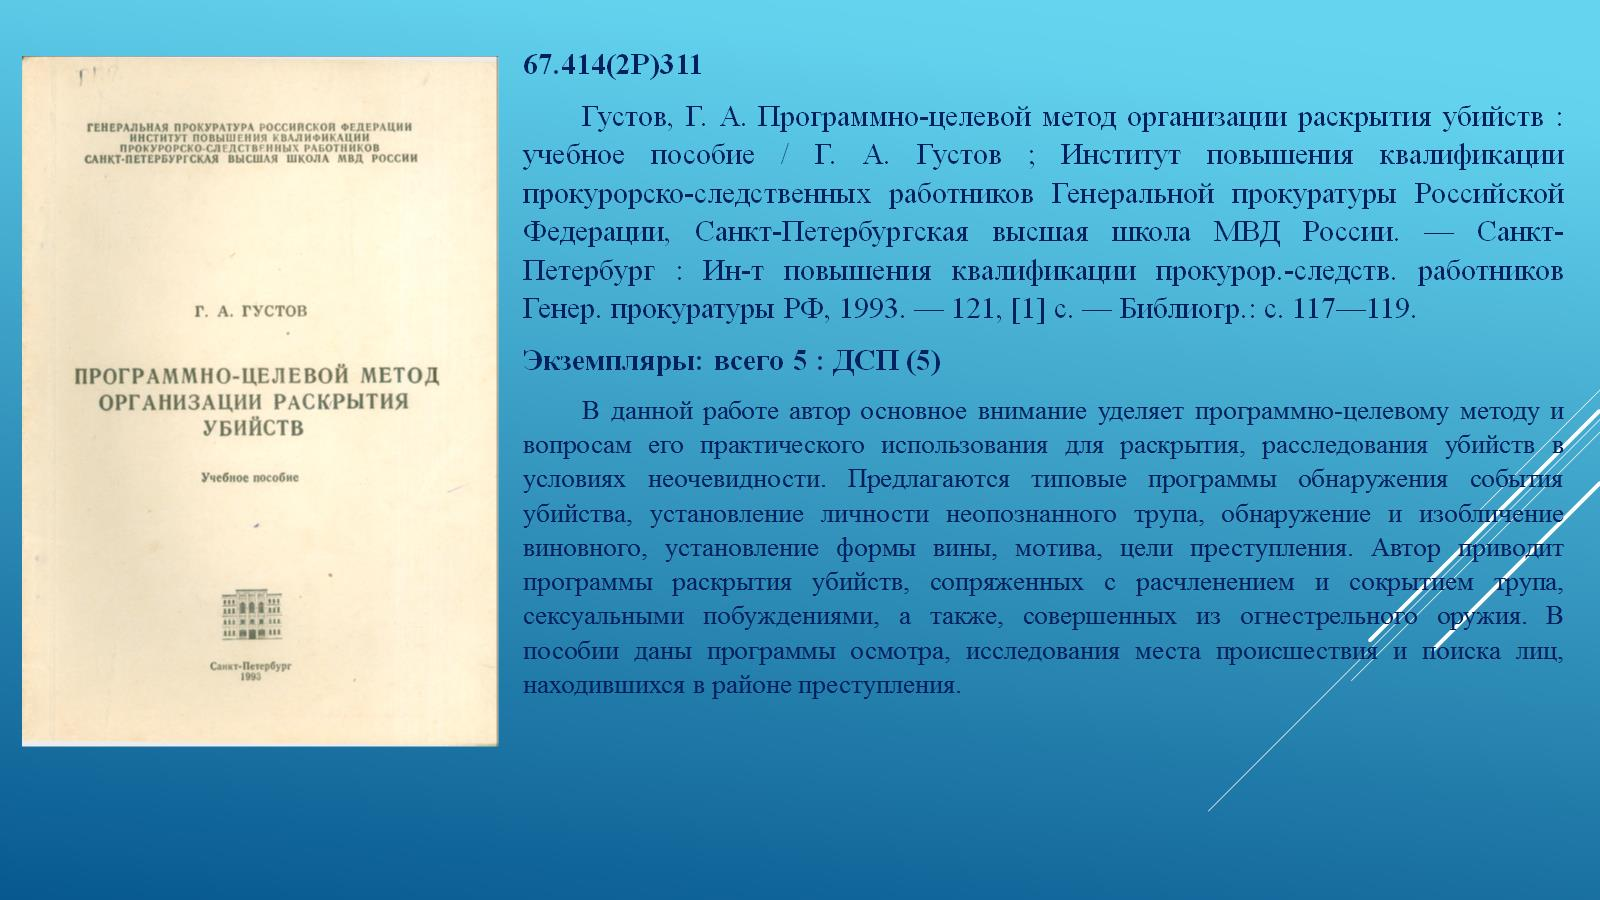 ГЕНЕРАЛЬНАЯ ПРОКУРАТУРА РОССИЙСКОЙ ФЕДЕРАЦИИ
ИНСТИТУТ ПОВЫШЕНИЯ КВАЛИФИКАЦИИ
ПРОКУРОРСКО-СЛЕДСТВЕННЫХ РАБОТНИКОВ
САНКТ-ПЕТЕРБУРГСКАЯ ВЫСШАЯ ШКОЛА МВД РОССИИ
Г. А. ГУСТОВ
ПРОГРАММНО-ЦЕЛЕВОЙ МЕТОД
ОРГАНИЗАЦИИ РАСКРЫТИЯ
УБИЙСТВ
Учебное пособие
Санкт-Петербург
1993
67.414(2Р)311
Густов, Г. А. Программно-целевой метод организации раскрытия убийств :
учебное пособие / Г. А. Густов ; Институт повышения квалификации
прокурорско-следственных работников Генеральной прокуратуры Российской
Федерации, Санкт-Петербургская высшая школа МВД России. — Санкт-
Петербург : Ин-т повышения квалификации прокурор.-следств. работников
Генер. прокуратуры РФ, 1993. — 121, [1] с. — Библиогр.: с. 117—119.
Экземпляры: всего 5 : ДСП (5)
В данной работе автор основное внимание уделяет программно-целевому методу и
вопросам его практического использования для раскрытия, расследования убийств в
условиях неочевидности. Предлагаются типовые программы обнаружения события
убийства, установление личности неопознанного трупа, обнаружение и изобличение
виновного, установление формы вины, мотива, цели преступления. Автор приводит
программы раскрытия убийств, сопряженных с расчленением и сокрытием трупа,
сексуальными побуждениями, а также, совершенных из огнестрельного оружия. В
пособии даны программы осмотра, исследования места происшествия и поиска лиц,
находившихся в районе преступления.